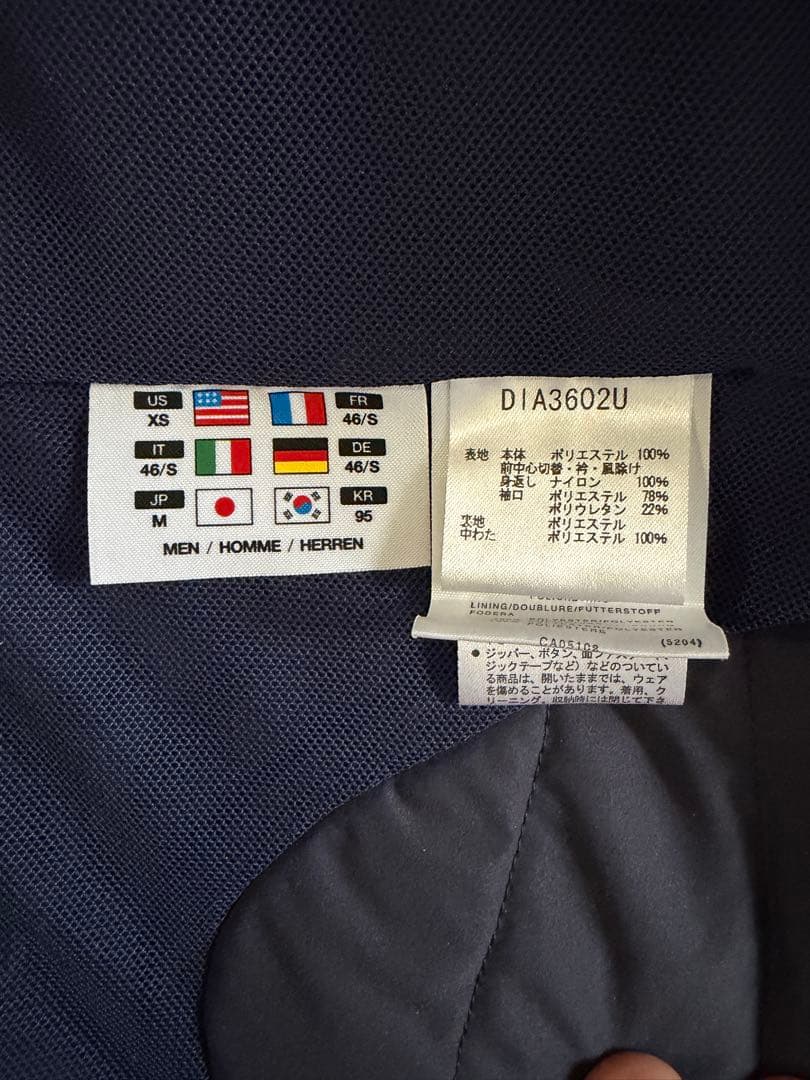 US
XS
FR
46/S
IT
46/S
DE
46/S
JP
M
KR
95
MEN / HOMME / HERREN
DIA3602U
表地 本体 ポリエステル 100%
前中心切替・衿・風除け
身返し ナイロン 100%
袖口 ポリエステル 78%
ポリウレタン 22%
裏地 ポリエステル
中わた ポリエステル 100%
LINING/DOUBLURE/FUTTERSTOFF
FODERA
(5204)
● ジッパー、ボタン、
ジックテープなど)などのついてい
る商品は、開いたままでは、ウェア
を傷めることがあります。着用、ク
リーニング、収納時には閉じて下さ